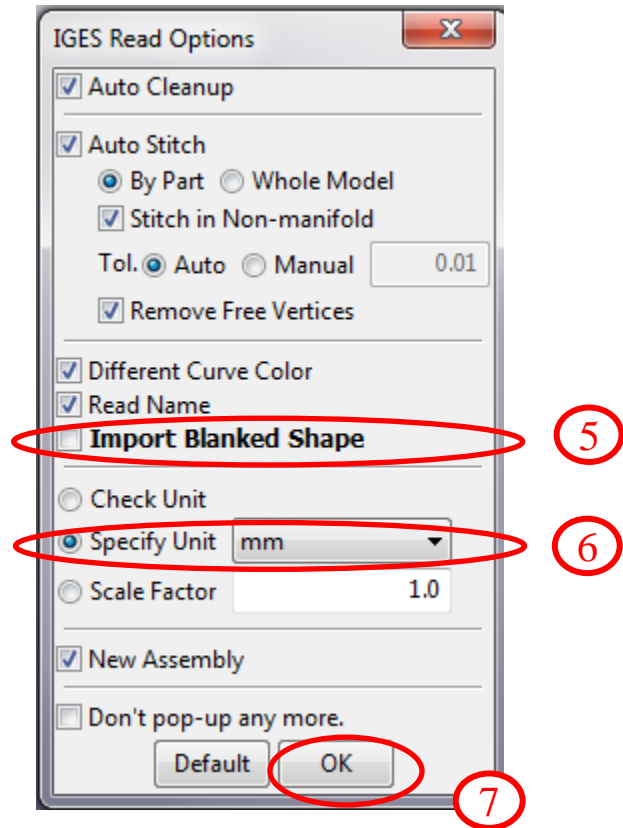 IGES Read Options
Auto Cleanup
Auto Stitch
By Part Whole Model
Stitch in Non-manifold
Tol. Auto Manual 0.01
Remove Free Vertices
Different Curve Color
Read Name
Import Blanked Shape 5
Check Unit
Specify Unit mm 6
Scale Factor 1.0
New Assembly
Don't pop-up any more.
Default OK
7